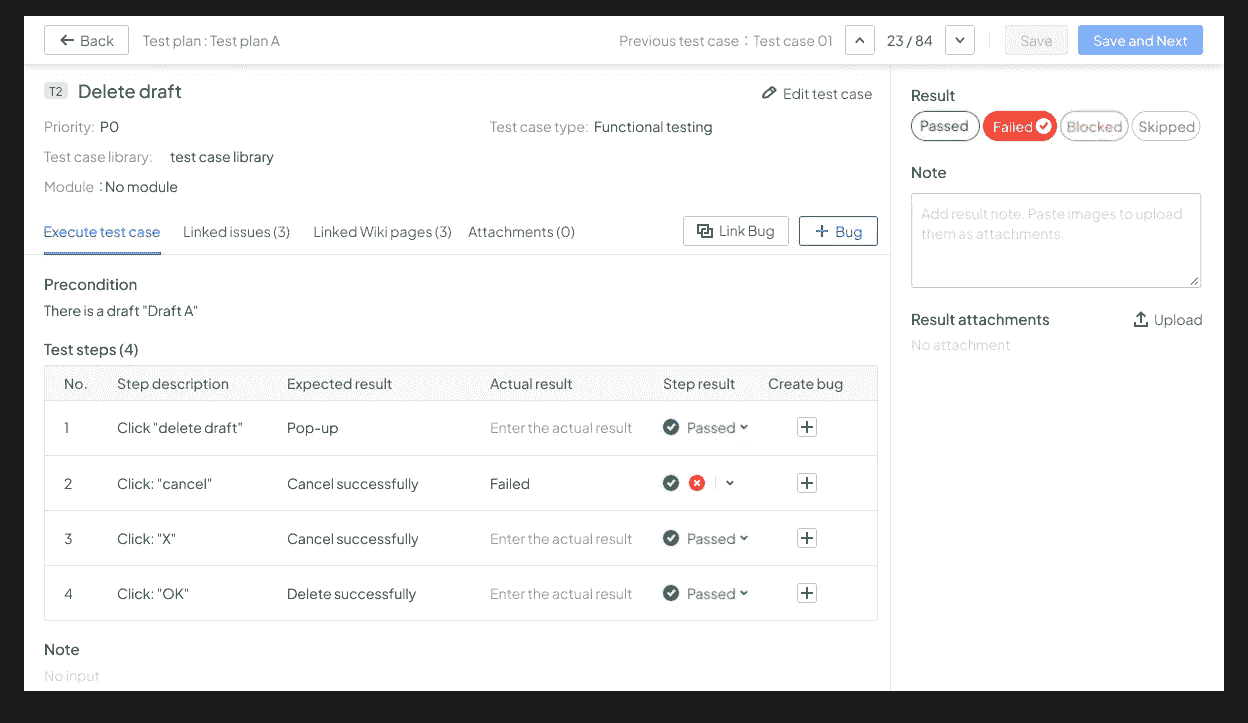 Back Test plan : Test plan A Previous test case : Test case 01 23 / 84 Save Save and Next
T2 Delete draft Edit test case
Priority: P0 Test case type: Functional testing
Test case library: test case library
Module : No module
Execute test case Linked issues (3) Linked Wiki pages (3) Attachments (0) Link Bug Bug
Precondition
There is a draft "Draft A"
Test steps (4)
No. Step description Expected result Actual result Step result Create bug
1 Click "delete draft" Pop-up Enter the actual result Passed
2 Click: "cancel" Cancel successfully Failed
3 Click: "X" Cancel successfully Enter the actual result Passed
4 Click: "OK" Delete successfully Enter the actual result Passed
Note
No input
Result
Passed Failed Blocked Skipped
Note
Add result note. Paste images to upload
them as attachments.
Result attachments Upload
No attachment